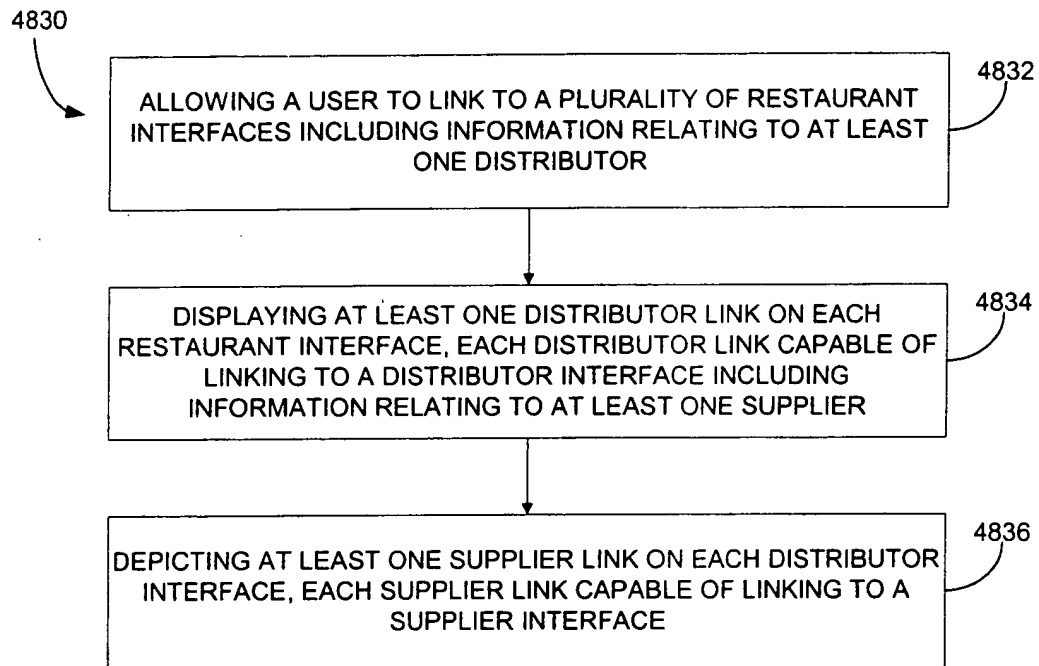 4830
4832
ALLOWING A USER TO LINK TO A PLURALITY OF RESTAURANT
INTERFACES INCLUDING INFORMATION RELATING TO AT LEAST
ONE DISTRIBUTOR
4834
DISPLAYING AT LEAST ONE DISTRIBUTOR LINK ON EACH
RESTAURANT INTERFACE, EACH DISTRIBUTOR LINK CAPABLE OF
LINKING TO A DISTRIBUTOR INTERFACE INCLUDING
INFORMATION RELATING TO AT LEAST ONE SUPPLIER
4836
DEPICTING AT LEAST ONE SUPPLIER LINK ON EACH DISTRIBUTOR
INTERFACE, EACH SUPPLIER LINK CAPABLE OF LINKING TO A
SUPPLIER INTERFACE